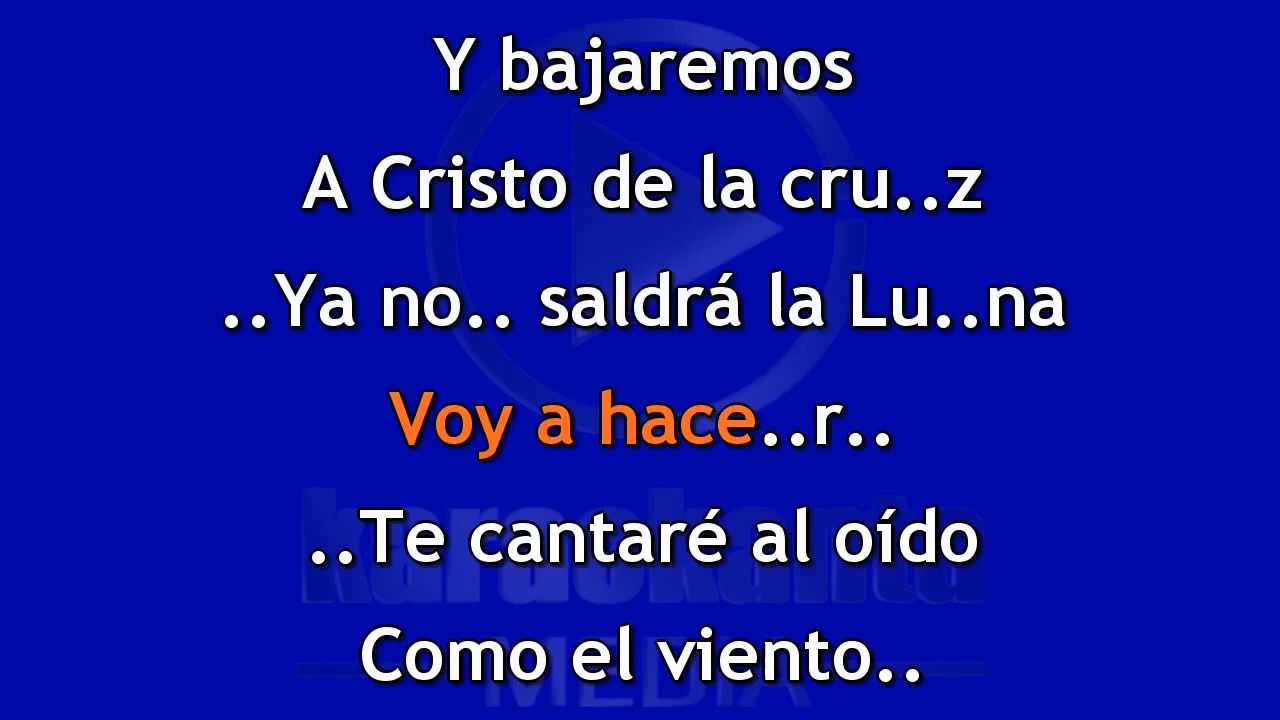 Y bajaremos
A Cristo de la cru..z
..Ya no.. saldrá la Lu..na
Voy a hace..r..
..Te cantaré al oído
karaokanta
Como el viento..
MEDIA